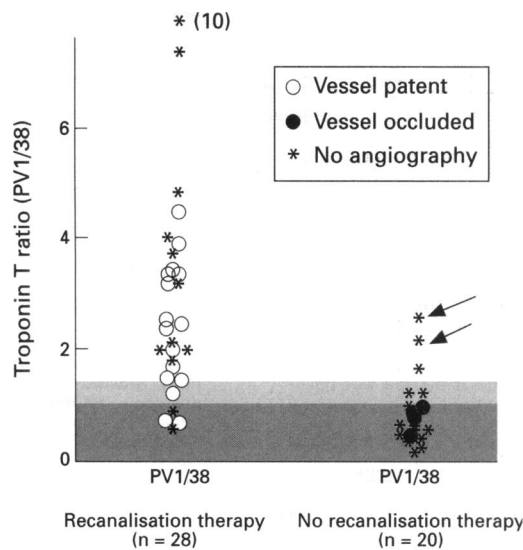 * (10)
○ Vessel patent
● Vessel occluded
* No angiography
Troponin T ratio (PV1/38)
6
4
2
0
PV1/38 PV1/38
Recanalisation therapy No recanalisation therapy
(n = 28) (n = 20)